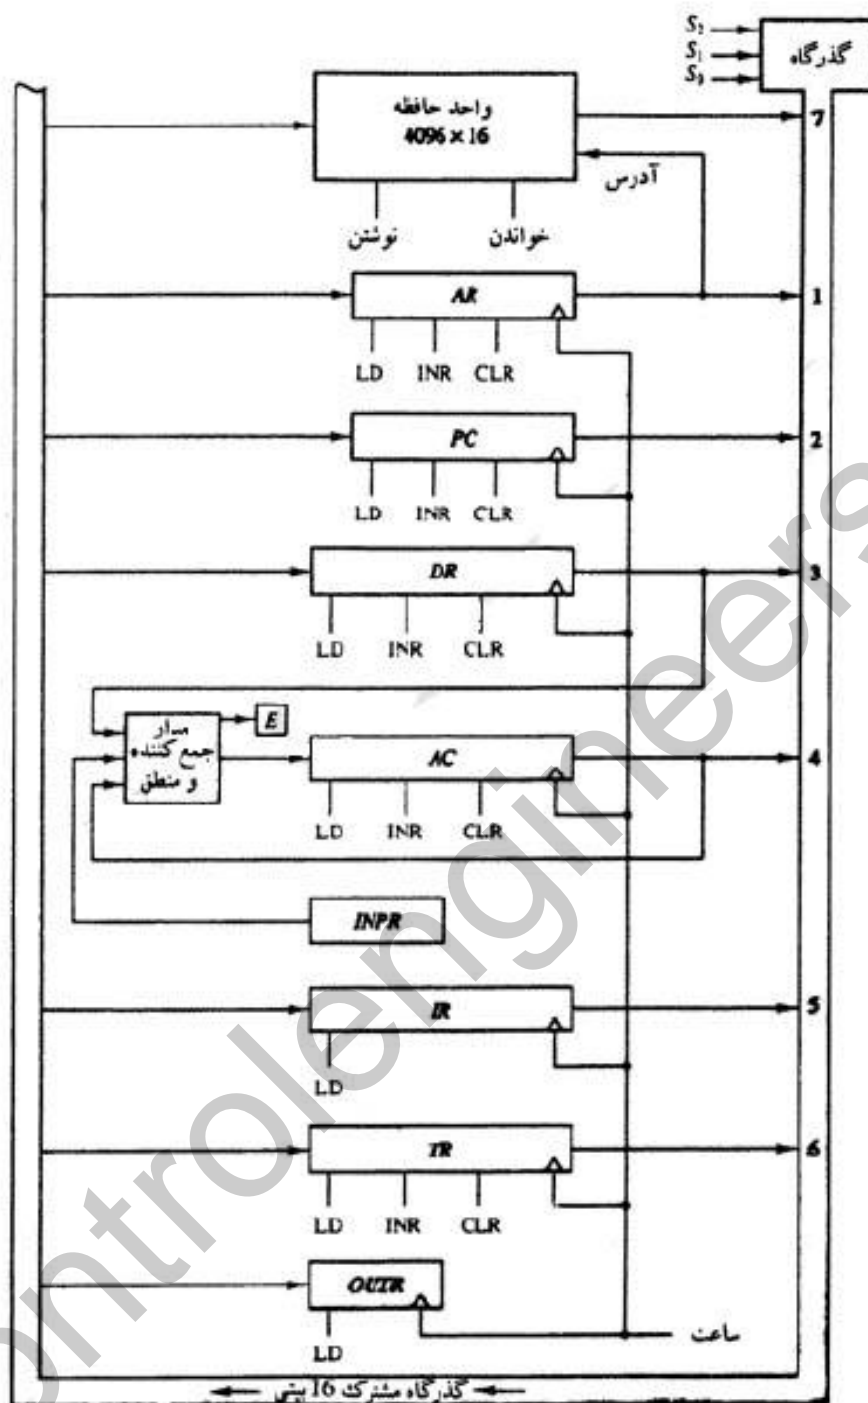 S₂
S₁
S₀
گذرگاه
واحد حافظه
4096 × 16
7
آدرس
نوشتن
خواندن
AR
1
LD INR CLR
PC
2
LD INR CLR
DR
3
LD INR CLR
مدار
جمع کننده
و منطق
E
AC
4
LD INR CLR
INPR
IR
5
LD
TR
6
LD INR CLR
OUTR
LD
ساعت
گذرگاه مشترک 16 بیتی
controlengineers